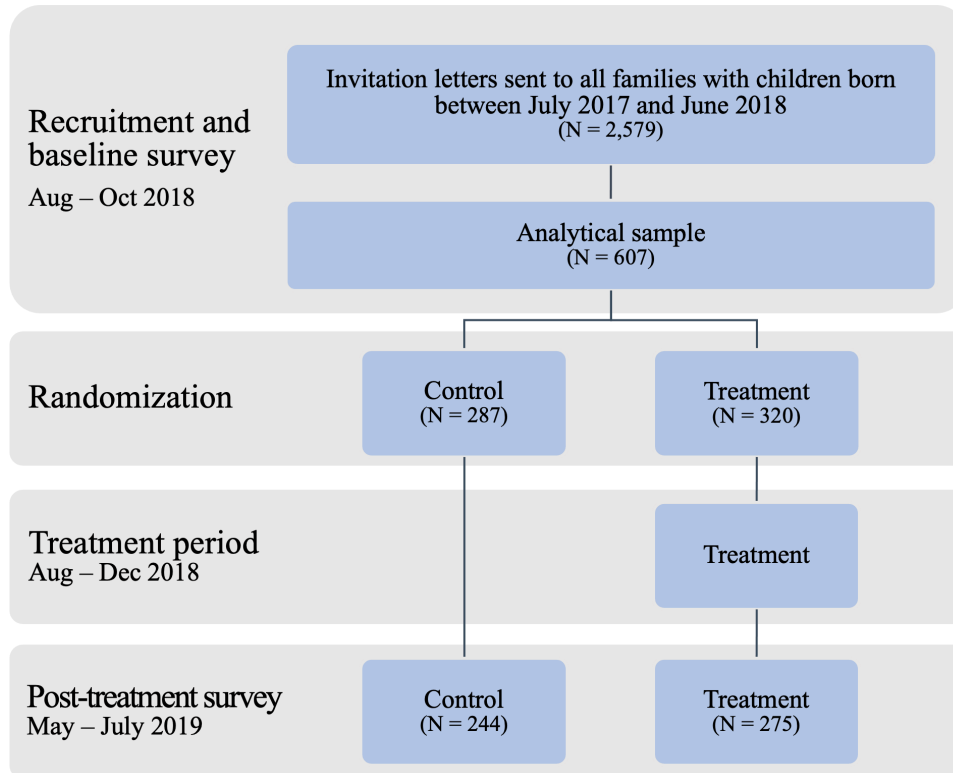 Recruitment and
baseline survey
Aug – Oct 2018
Invitation letters sent to all families with children born
between July 2017 and June 2018
(N = 2,579)
Analytical sample
(N = 607)
Randomization
Control
(N = 287)
Treatment
(N = 320)
Treatment period
Aug – Dec 2018
Treatment
Post-treatment survey
May – July 2019
Control
(N = 244)
Treatment
(N = 275)